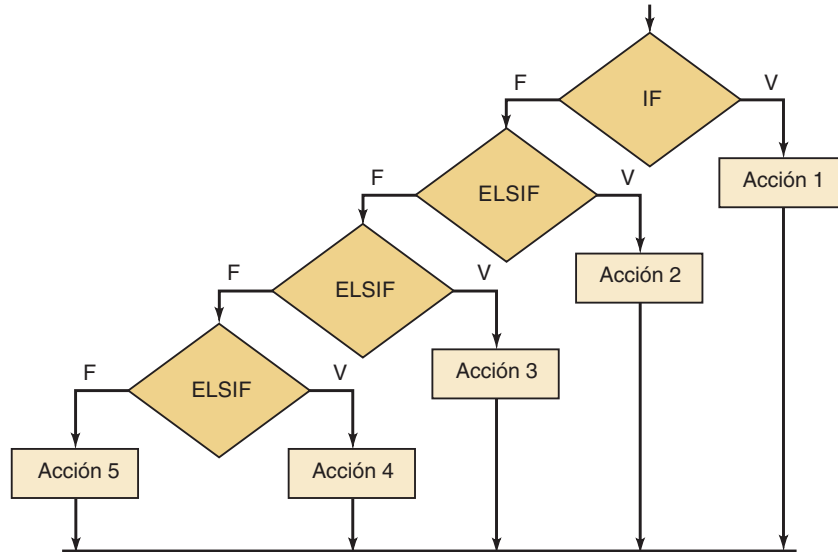 IF
F
V
Acción 1
ELSIF
F
V
Acción 2
ELSIF
F
V
Acción 3
ELSIF
F
V
Acción 5
Acción 4